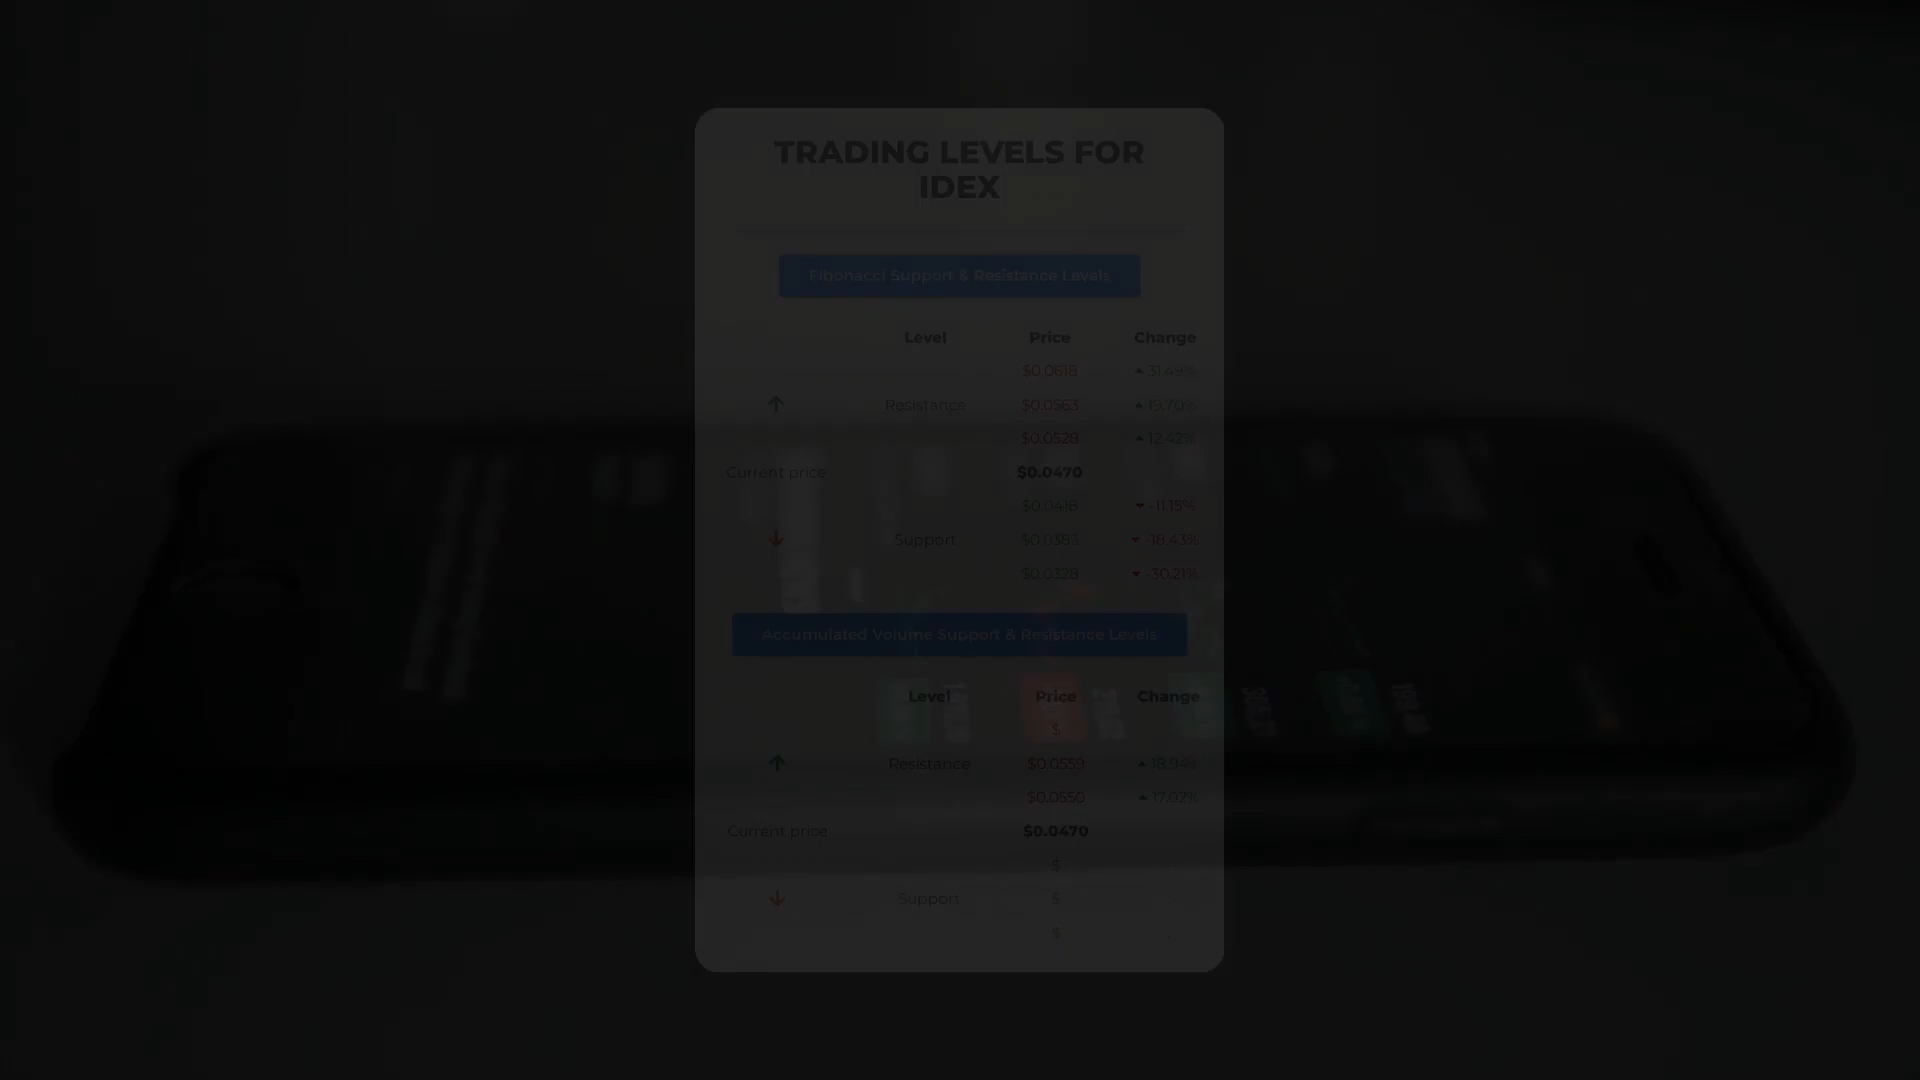 TRADING LEVELS FOR
IDEX
Fibonacci Support & Resistance Levels
Level Price Change
$0.0618 31.49%
Resistance $0.0563 19.70%
$0.0528 12.42%
Current price $0.0470
$0.0418 -11.15%
Support $0.0383 -18.43%
$0.0328 -30.21%
Accumulated Volume Support & Resistance Levels
Level Price Change
$
Resistance $0.0559 18.94%
$0.0550 17.02%
Current price $0.0470
$
Support $
$